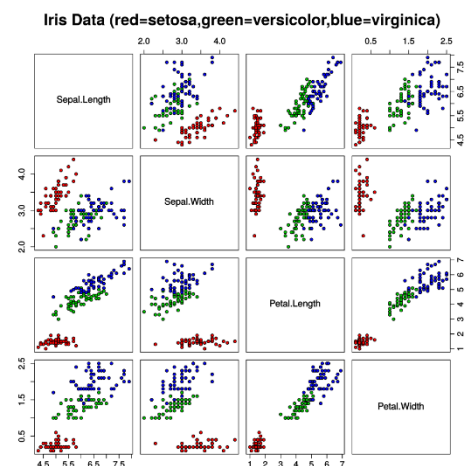 Iris Data (red=setosa,green=versicolor,blue=virginica)
2.0 3.0 4.0 0.5 1.5 2.5
Sepal.Length
4.5 5.5 6.5 7.5
2.0 3.0 4.0
Sepal.Width
Petal.Length
1 2 3 4 5 6 7
0.5 1.5 2.5
Petal.Width
4.5 5.5 6.5 7.5 1 2 3 4 5 6 7